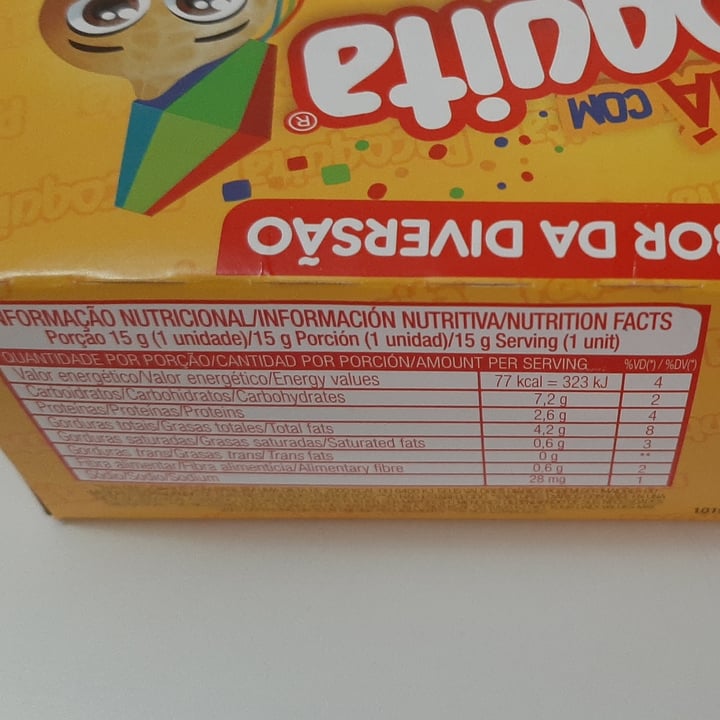 quita®
Á COM
OR DA DIVERSÃO
NFORMAÇÃO NUTRICIONAL/INFORMACIÓN NUTRITIVA/NUTRITION FACTS
Porção 15 g (1 unidade)/15 g Porción (1 unidad)/15 g Serving (1 unit)
QUANTIDADE POR PORÇÃO/CANTIDAD POR PORCIÓN/AMOUNT PER SERVING %VD(*) / %DV(*)
Valor energético/Valor energético/Energy values 77 kcal = 323 kJ 4
Carboidratos/Carbohidratos/Carbohydrates 7,2 g 2
Proteínas/Proteínas/Proteins 2,6 g 4
Gorduras totais/Grasas totales/Total fats 4,2 g 8
Gorduras saturadas/Grasas saturadas/Saturated fats 0,6 g 3
Gorduras trans/Grasas trans/Trans fats 0 g **
Fibra alimentar/Fibra alimenticia/Alimentary fibre 0,6 g 2
Sódio/Sodio/Sodium 28 mg 1